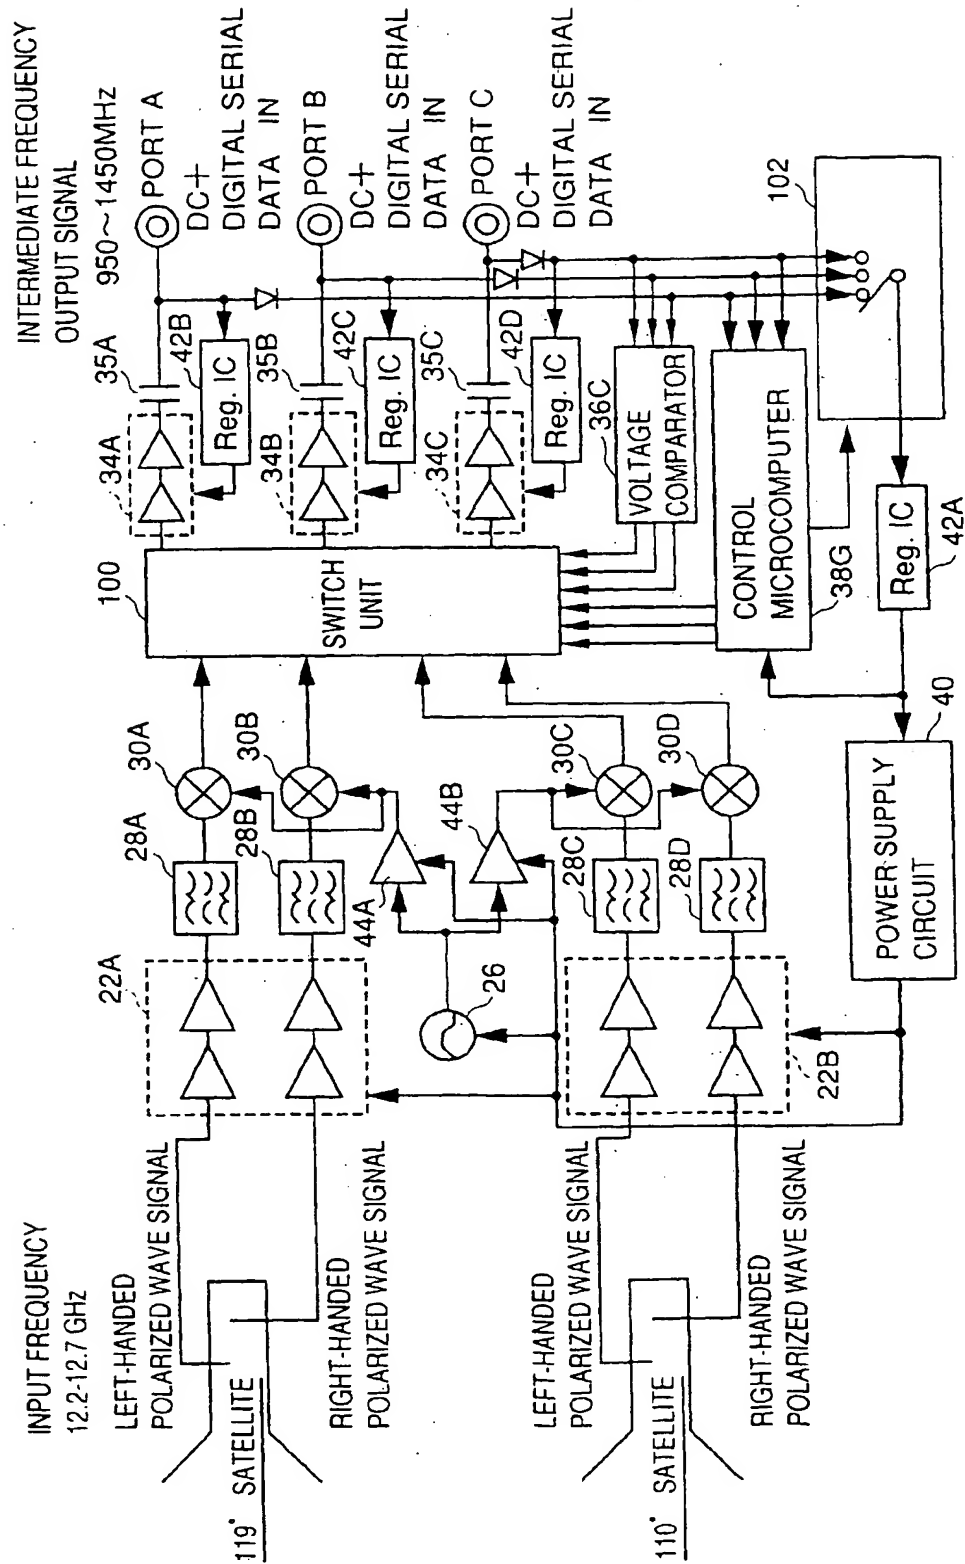 INPUT FREQUENCY
12.2-12.7 GHz
LEFT-HANDED
POLARIZED WAVE SIGNAL
119° SATELLITE
RIGHT-HANDED
POLARIZED WAVE SIGNAL
LEFT-HANDED
POLARIZED WAVE SIGNAL
110° SATELLITE
RIGHT-HANDED
POLARIZED WAVE SIGNAL
22A
22B
26
28A
28B
28C
28D
30A
30B
30C
30D
44A
44B
POWER-SUPPLY
CIRCUIT
40
100
SWITCH
UNIT
34A
35A
42B
Reg. IC
34B
35B
42C
Reg. IC
34C
35C
42D
Reg. IC
36C
VOLTAGE
COMPARATOR
CONTROL
MICROCOMPUTER
38G
Reg. IC
42A
102
INTERMEDIATE FREQUENCY
OUTPUT SIGNAL
950~1450MHz
PORT A
DC+
DIGITAL SERIAL
DATA IN
PORT B
DC+
DIGITAL SERIAL
DATA IN
PORT C
DC+
DIGITAL SERIAL
DATA IN